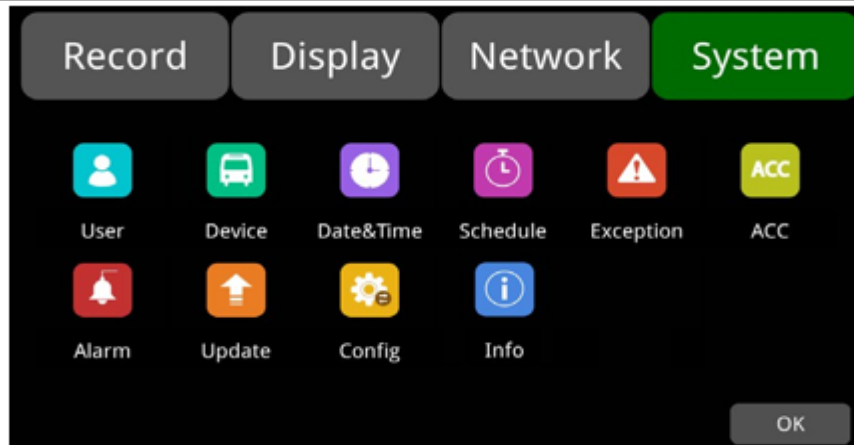 Record Display Network System
ACC
User Device Date&Time Schedule Exception ACC
Alarm Update Config Info
OK